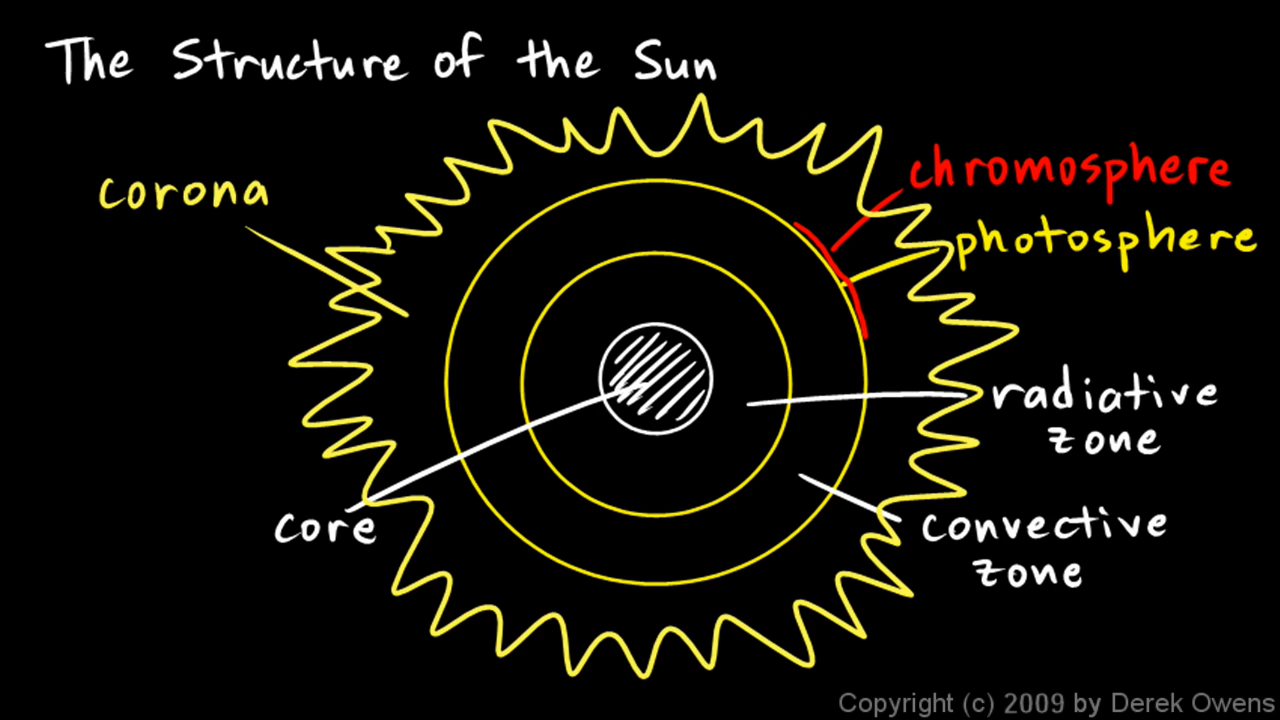 The Structure of the Sun
corona
chromosphere
photosphere
radiative
zone
core
convective
zone
Copyright (c) 2009 by Derek Owens